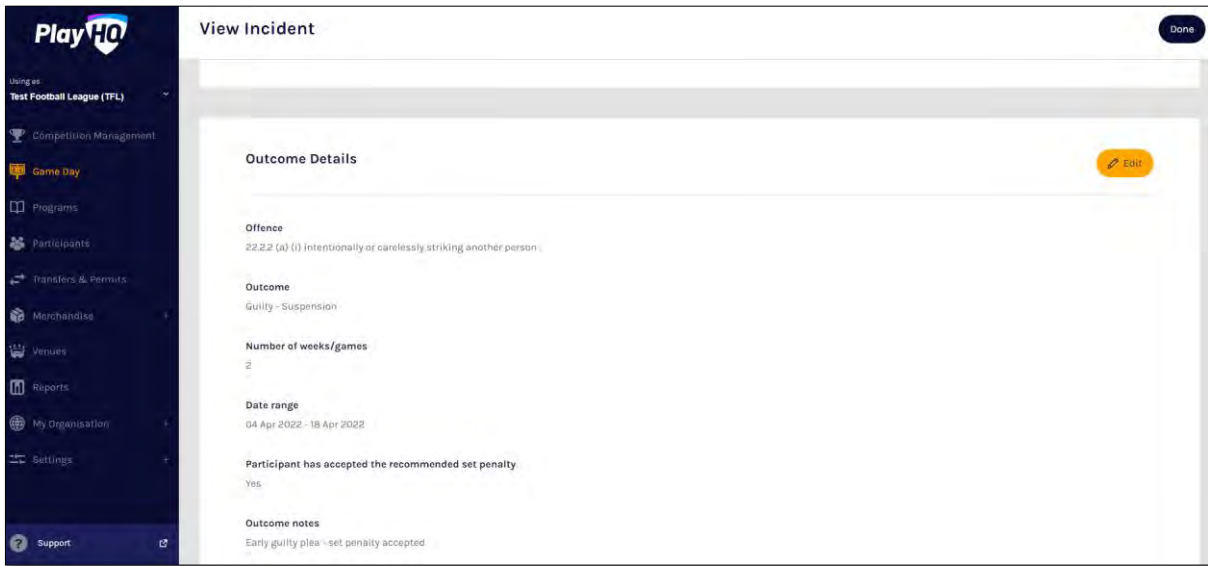 PlayHQ
View Incident
Done
Using as
Test Football League (TFL)
Competition Management
Game Day
Programs
Participants
Transfers & Permits
Merchandise +
Venues
Reports
My Organisation +
Settings +
Support
Outcome Details
Edit
Offence
22.2.2 (a) (i) intentionally or carelessly striking another person
Outcome
Guilty - Suspension
Number of weeks/games
2
Date range
04 Apr 2022 - 18 Apr 2022
Participant has accepted the recommended set penalty
Yes
Outcome notes
Early guilty plea - set penalty accepted